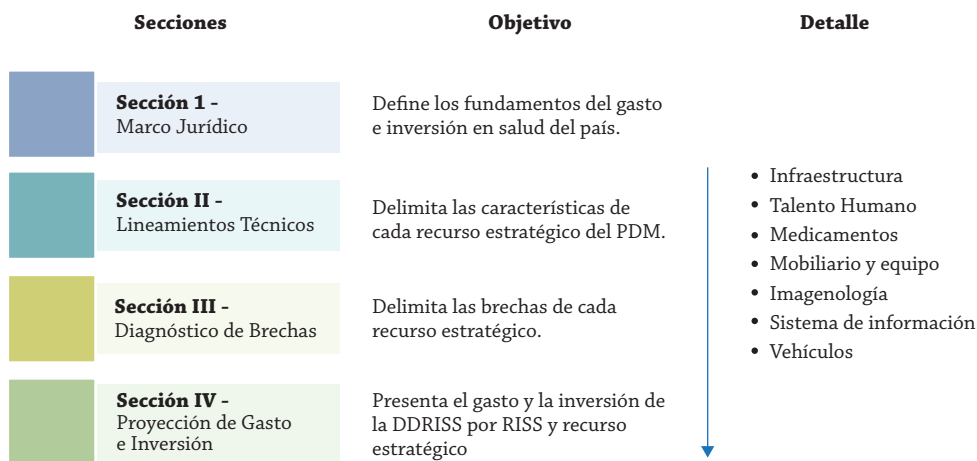 Secciones
Objetivo
Detalle
Sección 1 -
Marco Jurídico
Define los fundamentos del gasto
e inversión en salud del país.
Sección II -
Lineamientos Técnicos
Delimita las características de
cada recurso estratégico del PDM.
Sección III -
Diagnóstico de Brechas
Delimita las brechas de cada
recurso estratégico.
Sección IV -
Proyección de Gasto
e Inversión
Presenta el gasto y la inversión de
la DDRISS por RISS y recurso
estratégico
• Infraestructura
• Talento Humano
• Medicamentos
• Mobiliario y equipo
• Imagenología
• Sistema de información
• Vehículos